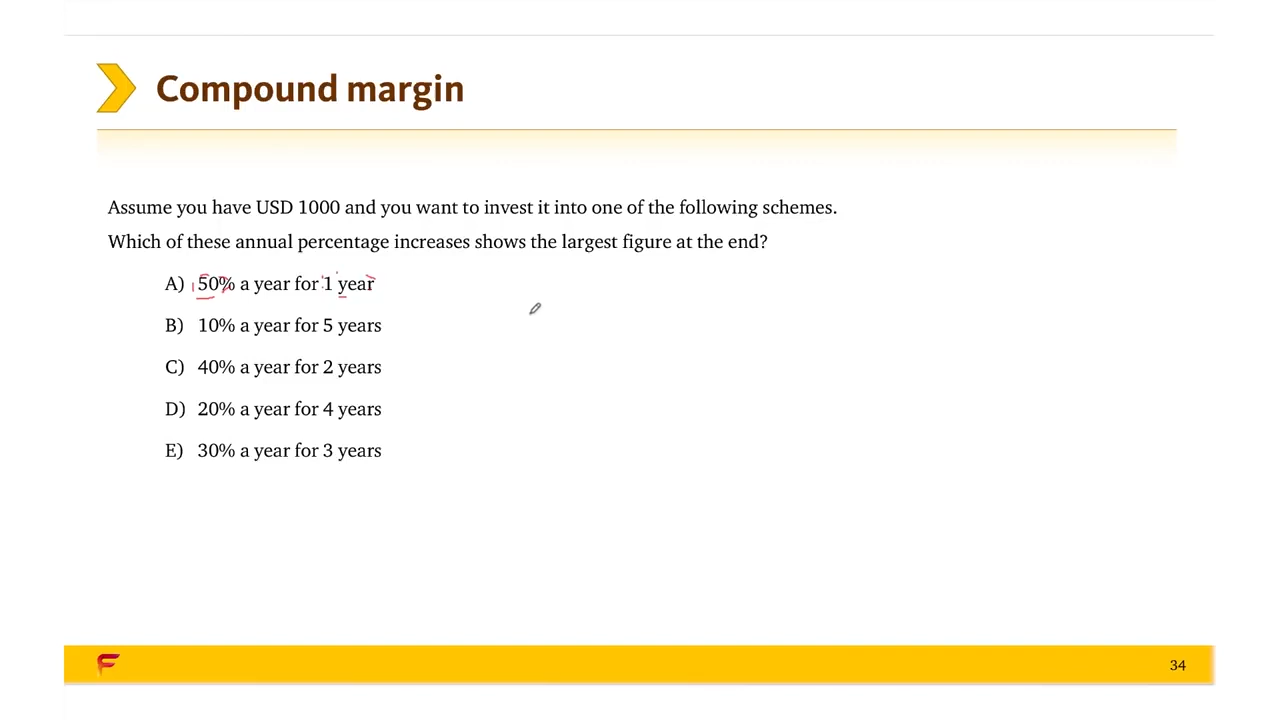 Compound margin
Assume you have USD 1000 and you want to invest it into one of the following schemes.
Which of these annual percentage increases shows the largest figure at the end?
A) 50% a year for 1 year
B) 10% a year for 5 years
C) 40% a year for 2 years
D) 20% a year for 4 years
E) 30% a year for 3 years
F
34